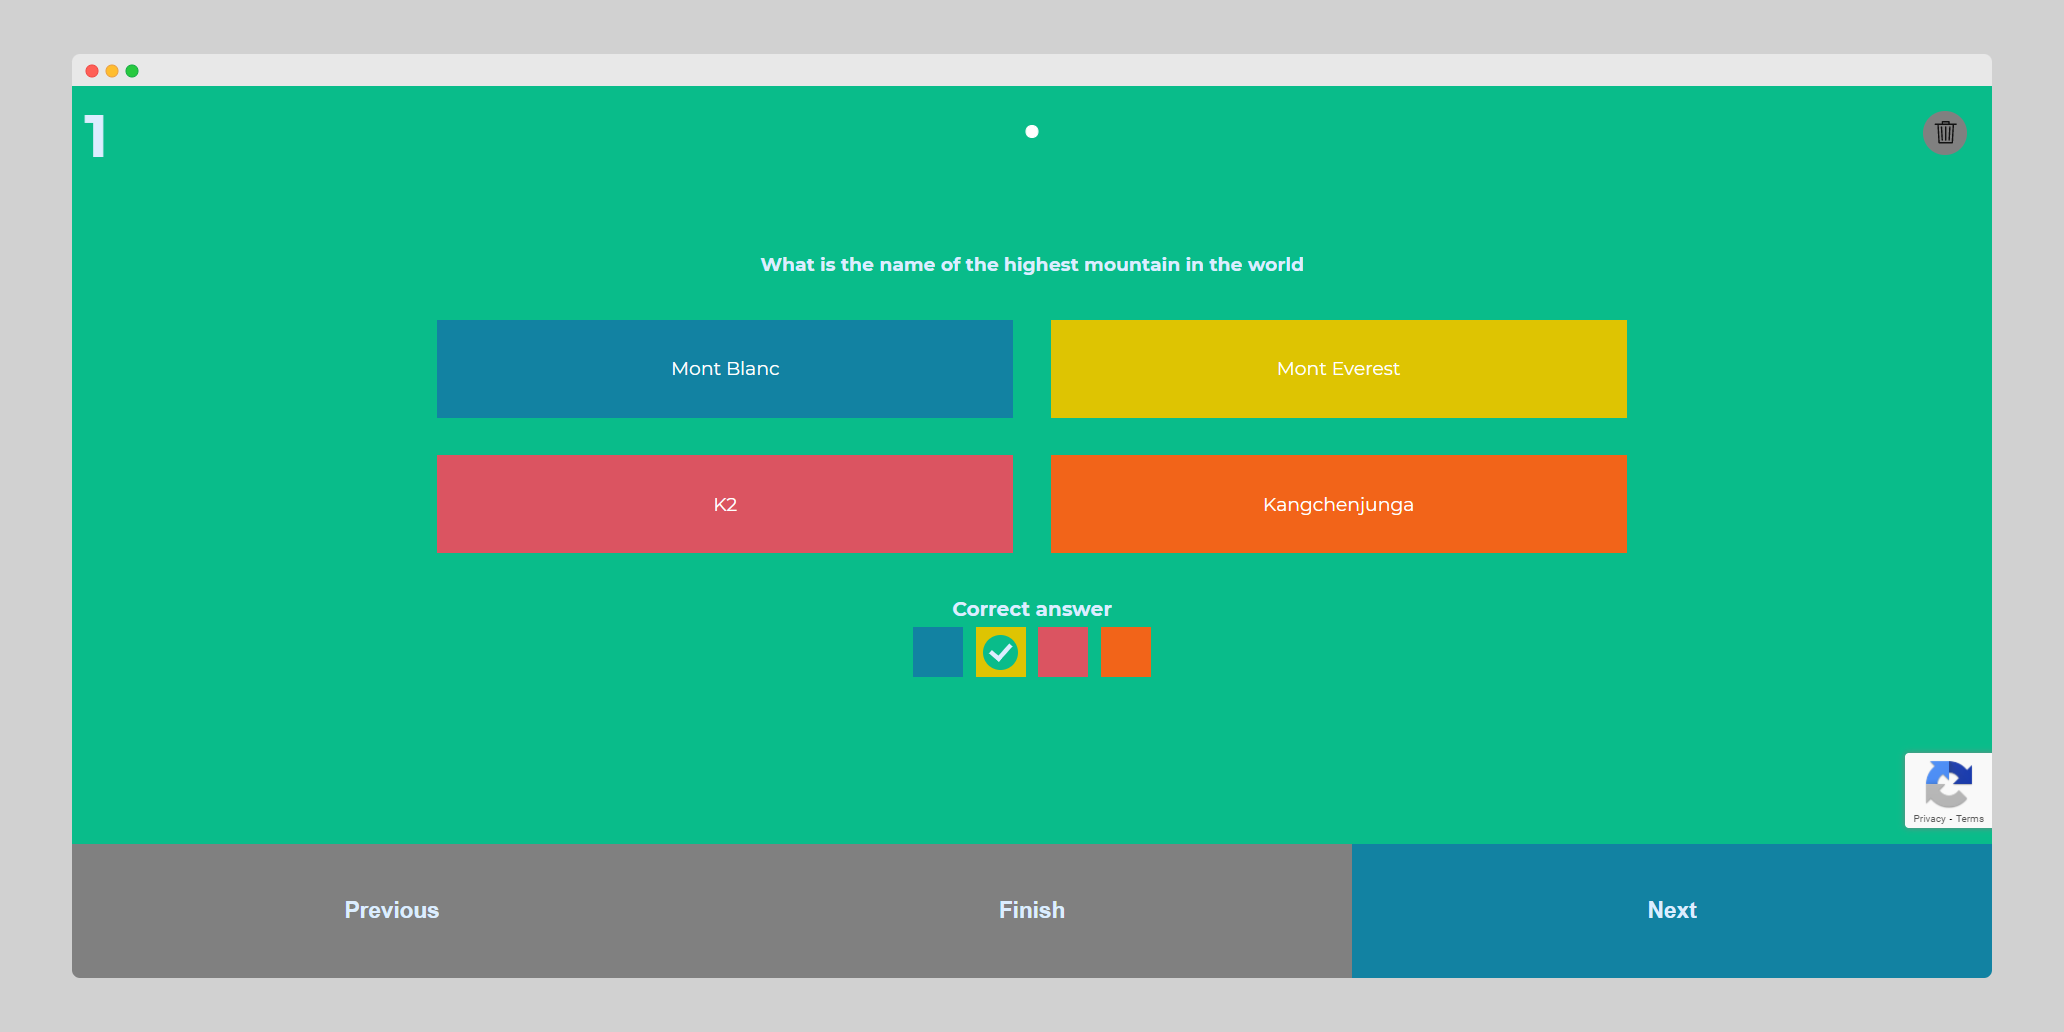 1
What is the name of the highest mountain in the world
Mont Blanc
Mont Everest
K2
Kangchenjunga
Correct answer
Privacy - Terms
Previous
Finish
Next